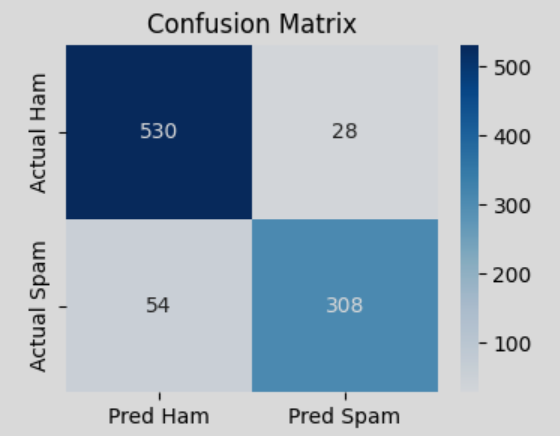 Confusion Matrix
Actual Ham
530
28
500
400
300
Actual Spam
54
308
200
100
Pred Ham
Pred Spam